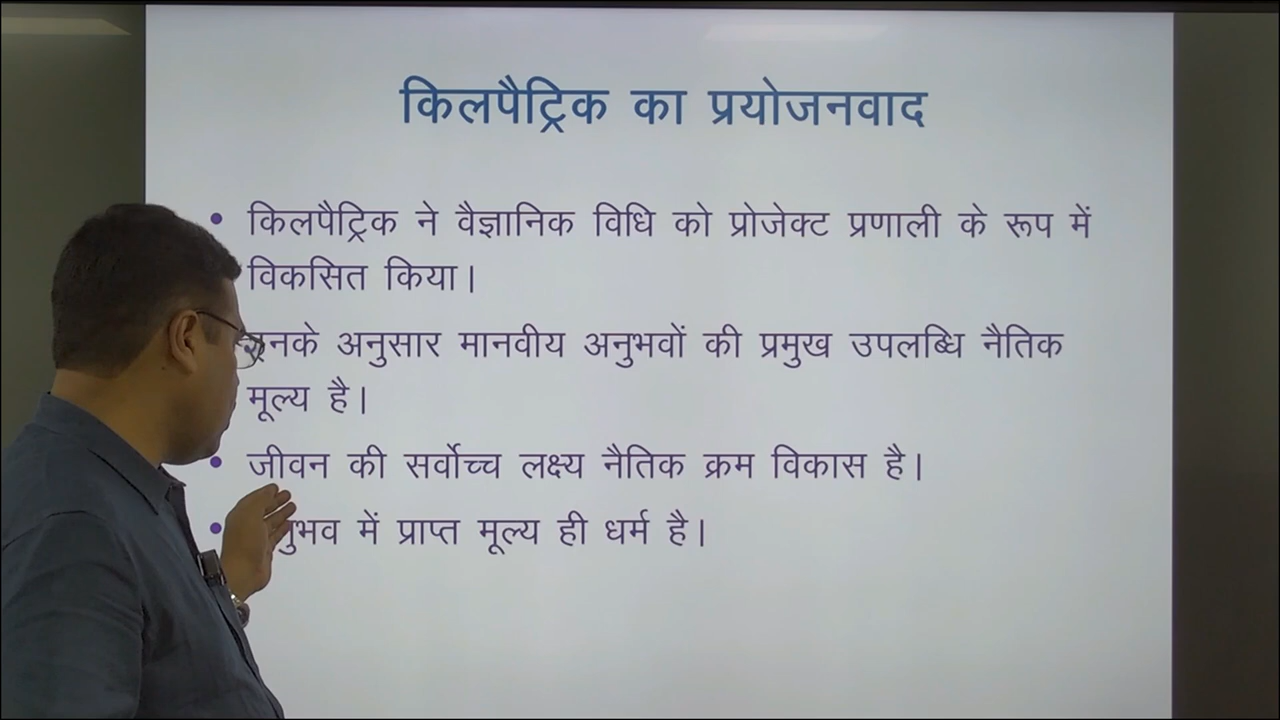 किलपैट्रिक का प्रयोजनवाद
• किलपैट्रिक ने वैज्ञानिक विधि को प्रोजेक्ट प्रणाली के रूप में
विकसित किया।
अनुसार मानवीय अनुभवों की प्रमुख उपलब्धि नैतिक
मूल्य है।
• जीवन की सर्वोच्च लक्ष्य नैतिक क्रम विकास है।
• में प्राप्त मूल्य ही धर्म है।